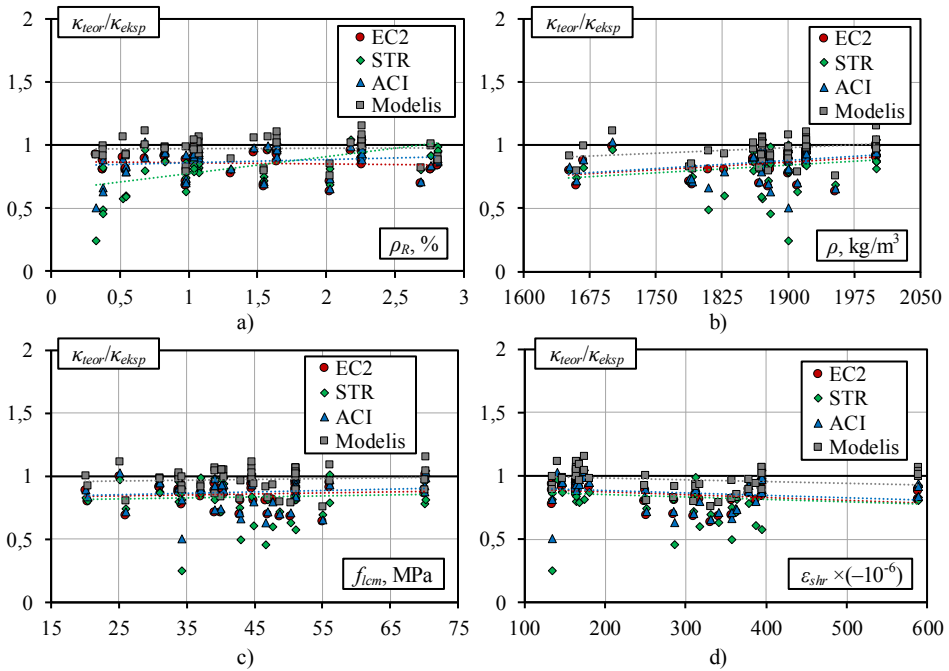 κteor/κeksp
2
1,5
1
0,5
0
EC2
STR
ACI
Modelis
ρR, %
0 0,5 1 1,5 2 2,5 3
a)
κteor/κeksp
2
1,5
1
0,5
0
EC2
STR
ACI
Modelis
ρ, kg/m³
1600 1675 1750 1825 1900 1975 2050
b)
κteor/κeksp
2
1,5
1
0,5
0
EC2
STR
ACI
Modelis
flcm, MPa
15 25 35 45 55 65 75
c)
κteor/κeksp
2
1,5
1
0,5
0
EC2
STR
ACI
Modelis
εshr ×(–10⁻⁶)
100 200 300 400 500 600
d)